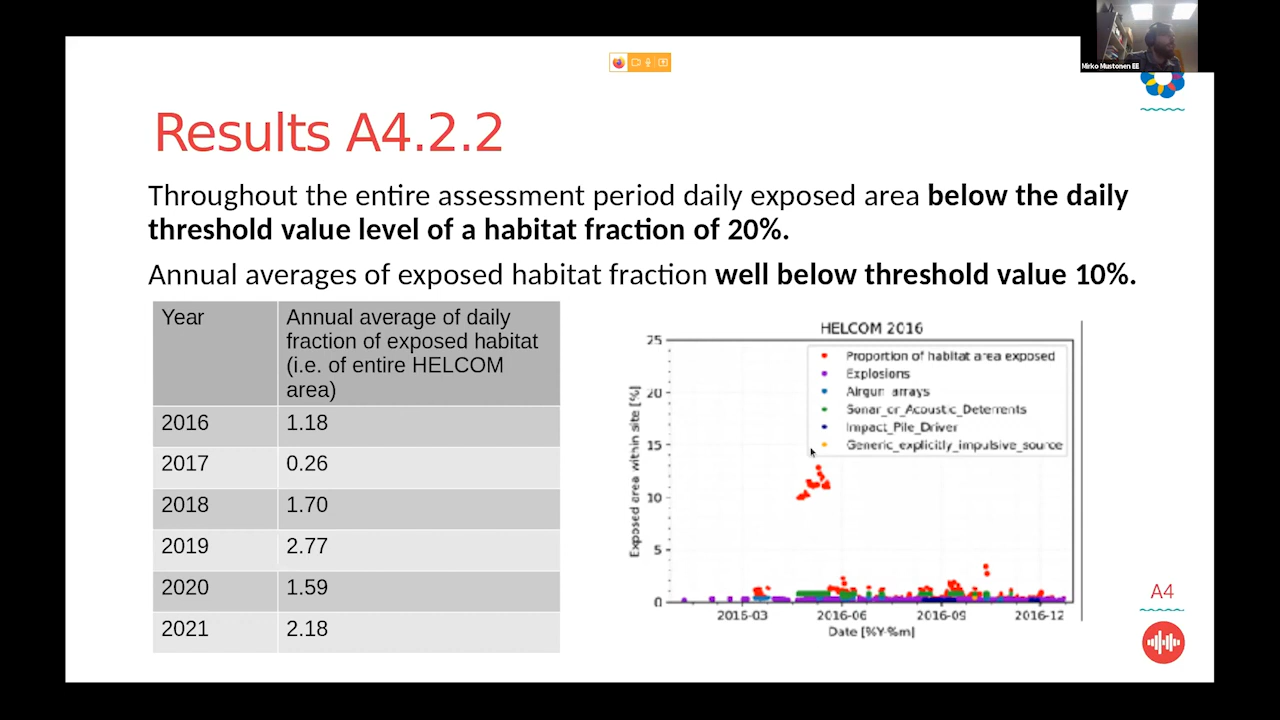 Mirko Mustonen EE
Results A4.2.2
Throughout the entire assessment period daily exposed area below the daily
threshold value level of a habitat fraction of 20%.
Annual averages of exposed habitat fraction well below threshold value 10%.
Year
Annual average of daily
fraction of exposed habitat
(i.e. of entire HELCOM
area)
2016 1.18
2017 0.26
2018 1.70
2019 2.77
2020 1.59
2021 2.18
HELCOM 2016
Proportion of habitat area exposed
Explosions
Airgun_arrays
Sonar_or_Acoustic_Deterrents
Impact_Pile_Driver
Generic_explicitly_impulsive_source
Exposed area within site [%]
25
20
15
10
5
0
2016-03 2016-06 2016-09 2016-12
Date [%Y-%m]
A4